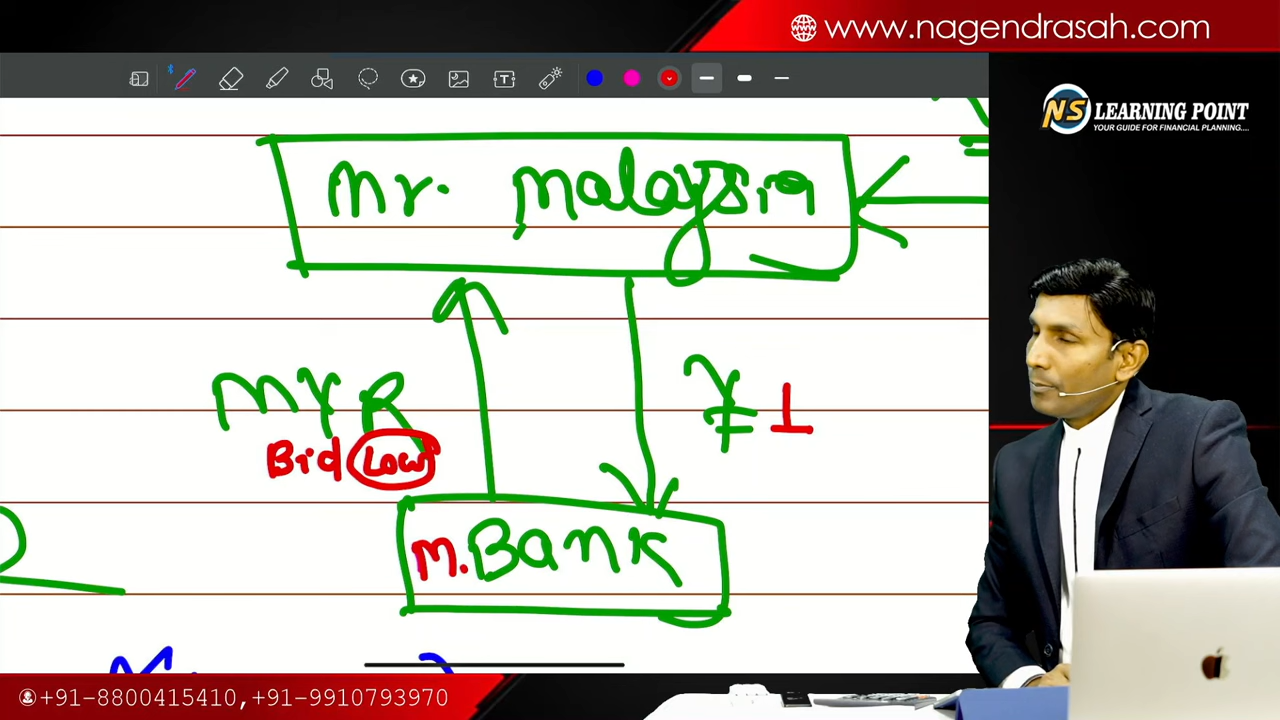 www.nagendrasah.com
NS LEARNING POINT
YOUR GUIDE FOR FINANCIAL PLANNING....
Mr. Malaysia
MYR
¥ 1
Bid Low
M. Bank
+91-8800415410,+91-9910793970